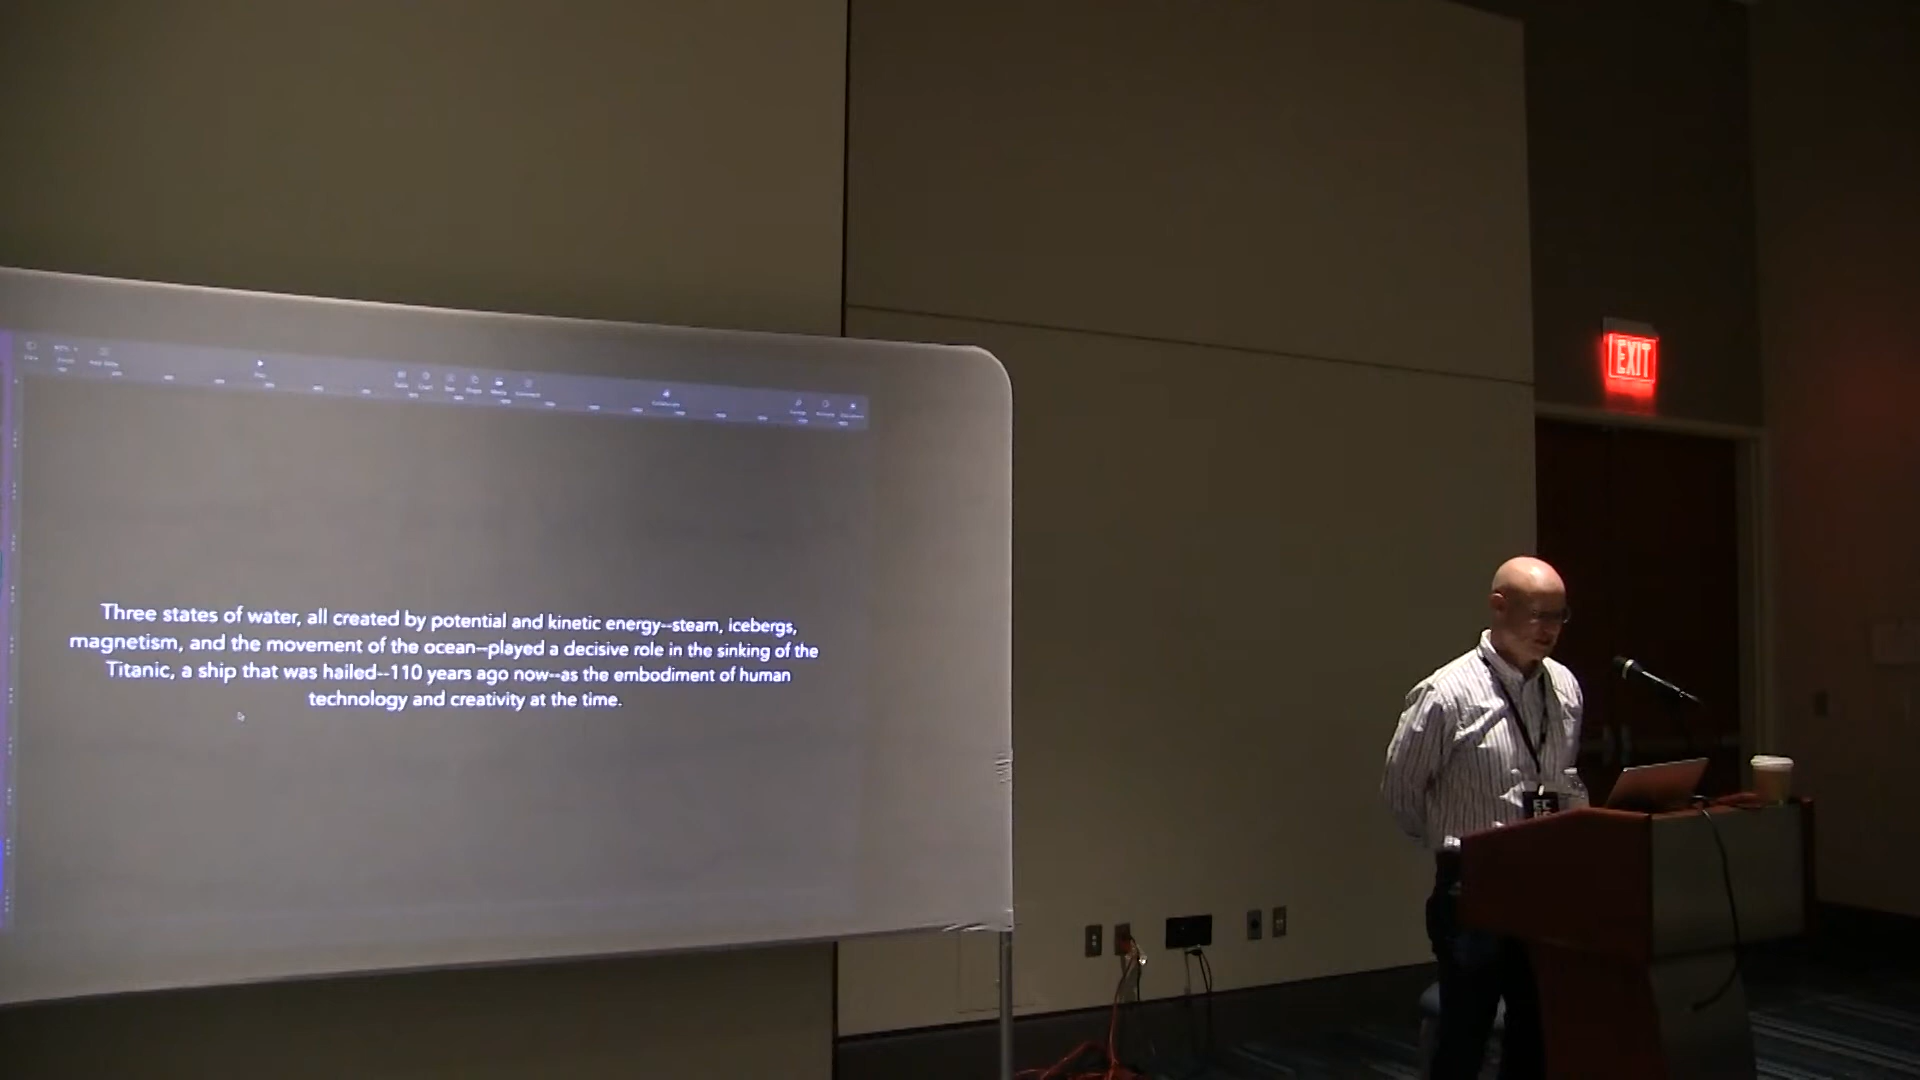 Three states of water, all created by potential and kinetic energy--steam, icebergs,
magnetism, and the movement of the ocean--played a decisive role in the sinking of the
Titanic, a ship that was hailed--110 years ago now--as the embodiment of human
technology and creativity at the time.
EXIT
EC